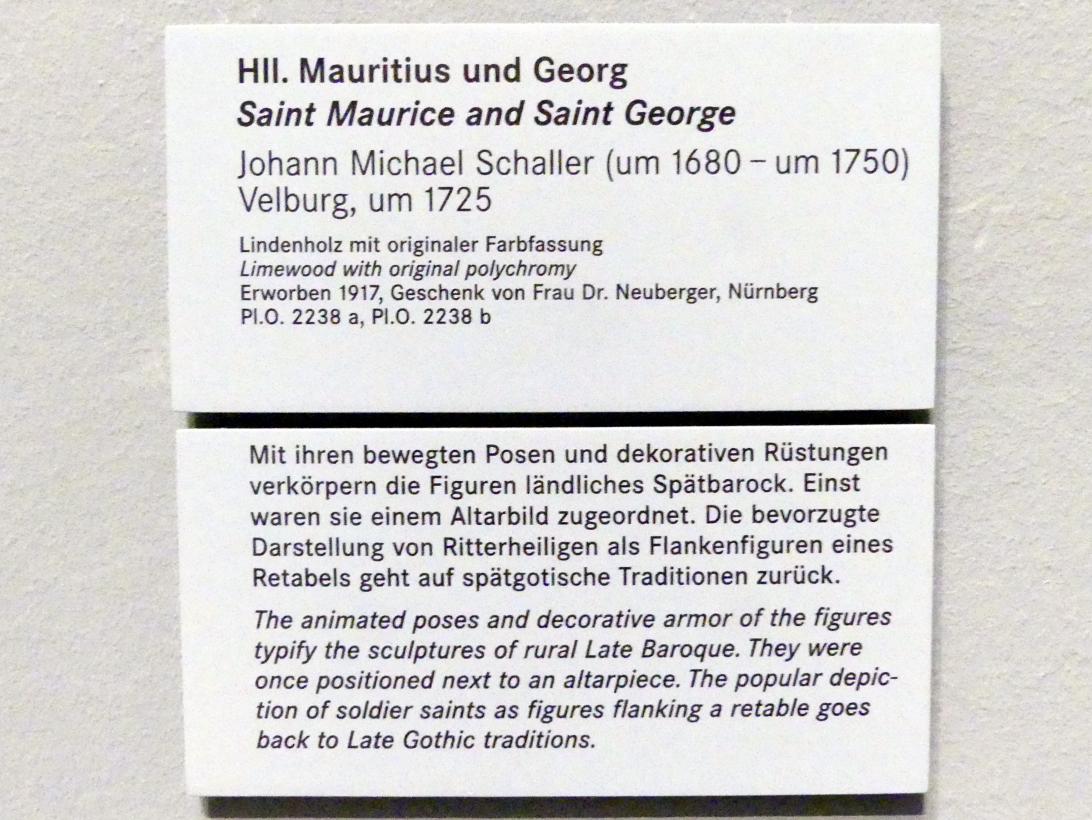 Hll. Mauritius und Georg
Saint Maurice and Saint George
Johann Michael Schaller (um 1680 – um 1750)
Velburg, um 1725
Lindenholz mit originaler Farbfassung
Limewood with original polychromy
Erworben 1917, Geschenk von Frau Dr. Neuberger, Nürnberg
Pl.O. 2238 a, Pl.O. 2238 b
Mit ihren bewegten Posen und dekorativen Rüstungen
verkörpern die Figuren ländliches Spätbarock. Einst
waren sie einem Altarbild zugeordnet. Die bevorzugte
Darstellung von Ritterheiligen als Flankenfiguren eines
Retabels geht auf spätgotische Traditionen zurück.
The animated poses and decorative armor of the figures
typify the sculptures of rural Late Baroque. They were
once positioned next to an altarpiece. The popular depic-
tion of soldier saints as figures flanking a retable goes
back to Late Gothic traditions.